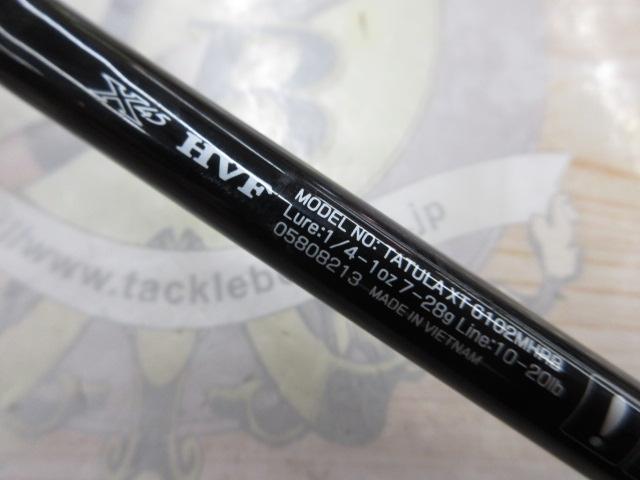 X45 HVF
MODEL NO: TATULA XT 6102MHRB
Lure:1/4-1oz 7-28g Line:10-20lb
05808213 MADE IN VIETNAM
www.tacklebe
.jp